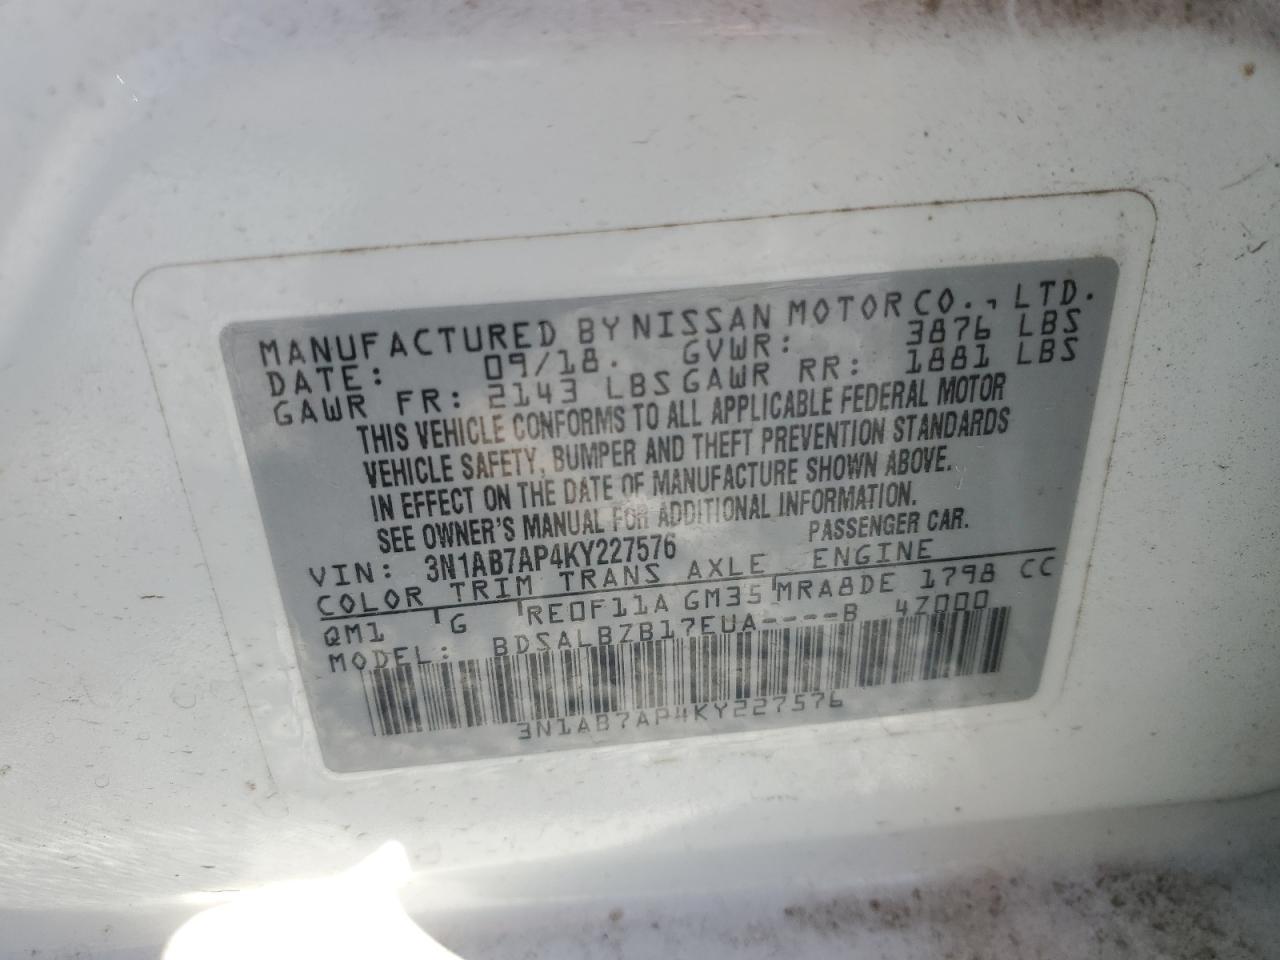 MANUFACTURED BY NISSAN MOTOR CO., LTD.
DATE: 09/18. GVWR: 3876 LBS
GAWR FR: 2143 LBS GAWR RR: 1881 LBS
THIS VEHICLE CONFORMS TO ALL APPLICABLE FEDERAL MOTOR
VEHICLE SAFETY, BUMPER AND THEFT PREVENTION STANDARDS
IN EFFECT ON THE DATE OF MANUFACTURE SHOWN ABOVE.
SEE OWNER'S MANUAL FOR ADDITIONAL INFORMATION.
VIN: 3N1AB7AP4KY227576 PASSENGER CAR.
COLOR TRIM TRANS AXLE ENGINE
QM1 G RE0F11A GM35 MRA8DE 1798 CC
MODEL: BDSALBZB17EUA----B 4Z000
3N1AB7AP4KY227576